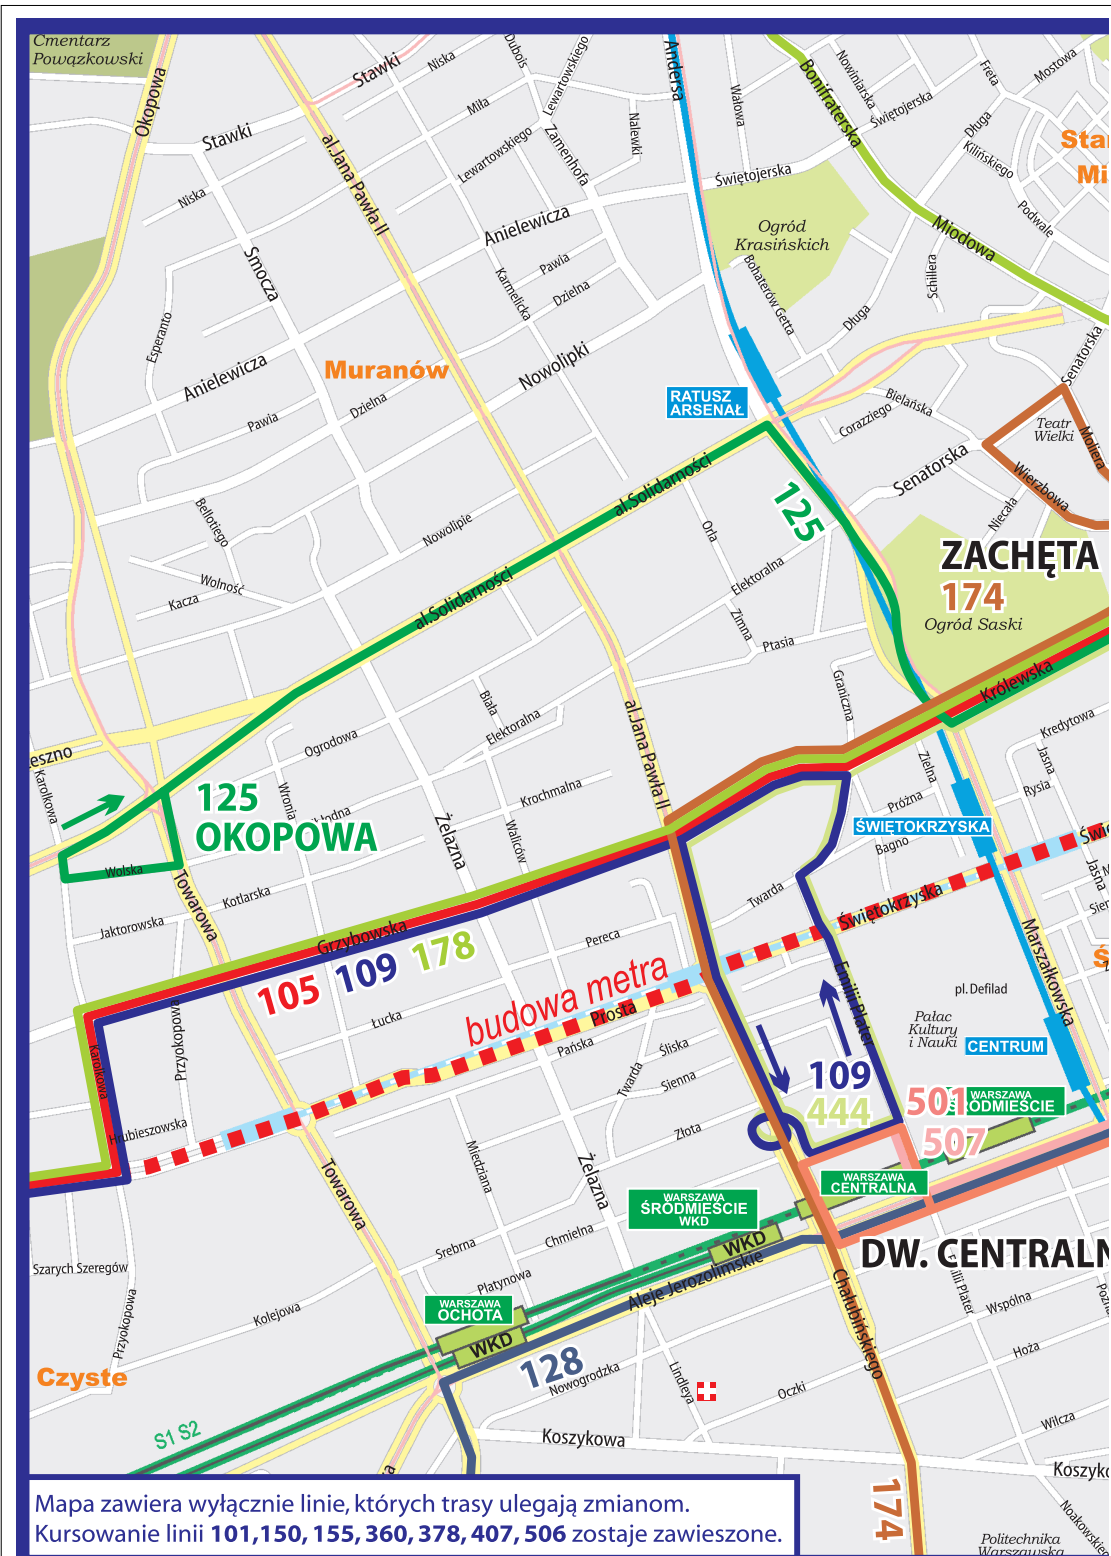 Cmentarz
Powązkowski
Okopowa
Stawki
Niska
Dubois
Lewartowskiego
Andersa
Wałowa
Bonifraterska
Nowiniarska
Świętojerska
Freta
Mostowa
Długa
Kilińskiego
Podwale
Stawki
al.Jana Pawła II
Miła
Lewartowskiego
Zamenhofa
Nalewki
Świętojerska
Niska
Smocza
Anielewicza
Ogród
Krasińskich
Miodowa
Schillera
Pawia
Karmelicka
Dzielna
Bohaterów Getta
Długa
Senatorska
Esperanto
Anielewicza
Muranów
Nowolipki
RATUSZ
ARSENAŁ
Bielańska
Corazziego
Teatr
Wielki
Moliera
Pawia
Dzielna
al.Solidarności
125
Senatorska
Wierzbowa
Niecała
Bellotiego
Nowolipie
Orla
Elektoralna
ZACHĘTA
174
Ogród Saski
Wolność
Kacza
al.Solidarności
Zimna
Ptasia
Graniczna
Królewska
Biała
Elektoralna
al.Jana Pawła II
Ogrodowa
Kredytowa
Jasna
Zielna
Rysia
Karolkowa
125
OKOPOWA
Wronia
Krochmalna
Żelazna
Waliców
Próżna
ŚWIĘTOKRZYSKA
Bagno
Wolska
Towarowa
Kotlarska
Twarda
Świętokrzyska
Jasna
Jaktorowska
Grzybowska
105 109 178
Pereca
Marszałkowska
budowa metra
Prosta
Emilii Plater
pl. Defilad
Pałac
Kultury
i Nauki
CENTRUM
Karolkowa
Przyokopowa
Łucka
Pańska
Śliska
Twarda
Sienna
109
444
501
507
WARSZAWA
ŚRÓDMIEŚCIE
Hrubieszowska
Złota
Miedziana
Żelazna
Towarowa
WARSZAWA
CENTRALNA
WARSZAWA
ŚRÓDMIEŚCIE
WKD
WKD
DW. CENTRALN
Srebrna
Chmielna
Szarych Szeregów
Platynowa
Aleje Jerozolimskie
Chałubińskiego
Emilii Plater
Wspólna
Kolejowa
WARSZAWA
OCHOTA
WKD
Przyokopowa
Hoża
Czyste
128
Nowogrodzka
Lindleya
Oczki
Wilcza
S1 S2
Koszykowa
174
Noakowskiego
Politechnika
Warszawska
Mapa zawiera wyłącznie linie, których trasy ulegają zmianom.
Kursowanie linii 101,150, 155, 360, 378, 407, 506 zostaje zawieszone.